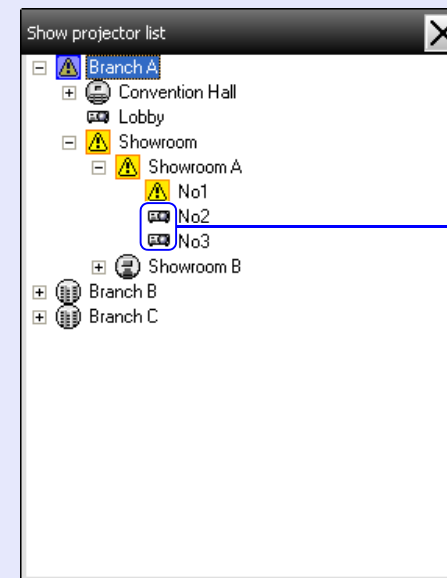 Show projector list
Branch A
Convention Hall
Lobby
Showroom
Showroom A
No1
No2
No3
Showroom B
Branch B
Branch C